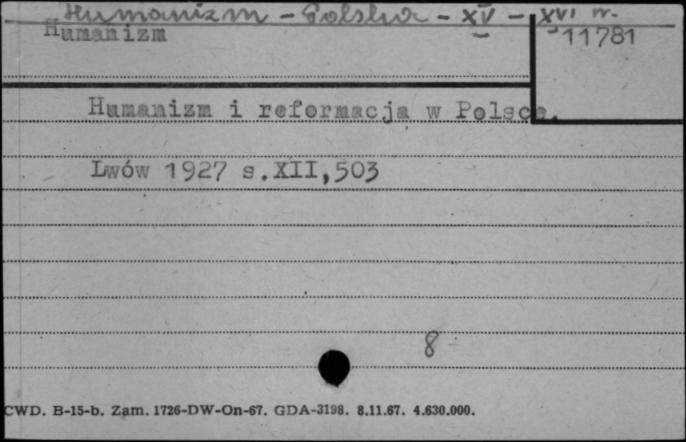 Humanizm - Polska - XV - XVI w.
Humanizm
11781
Humanizm i reformacja w Polsce.
Lwów 1927 s.XII,503
8
CWD. B-15-b. Zam. 1726-DW-On-67. GDA-3198. 8.11.67. 4.630.000.